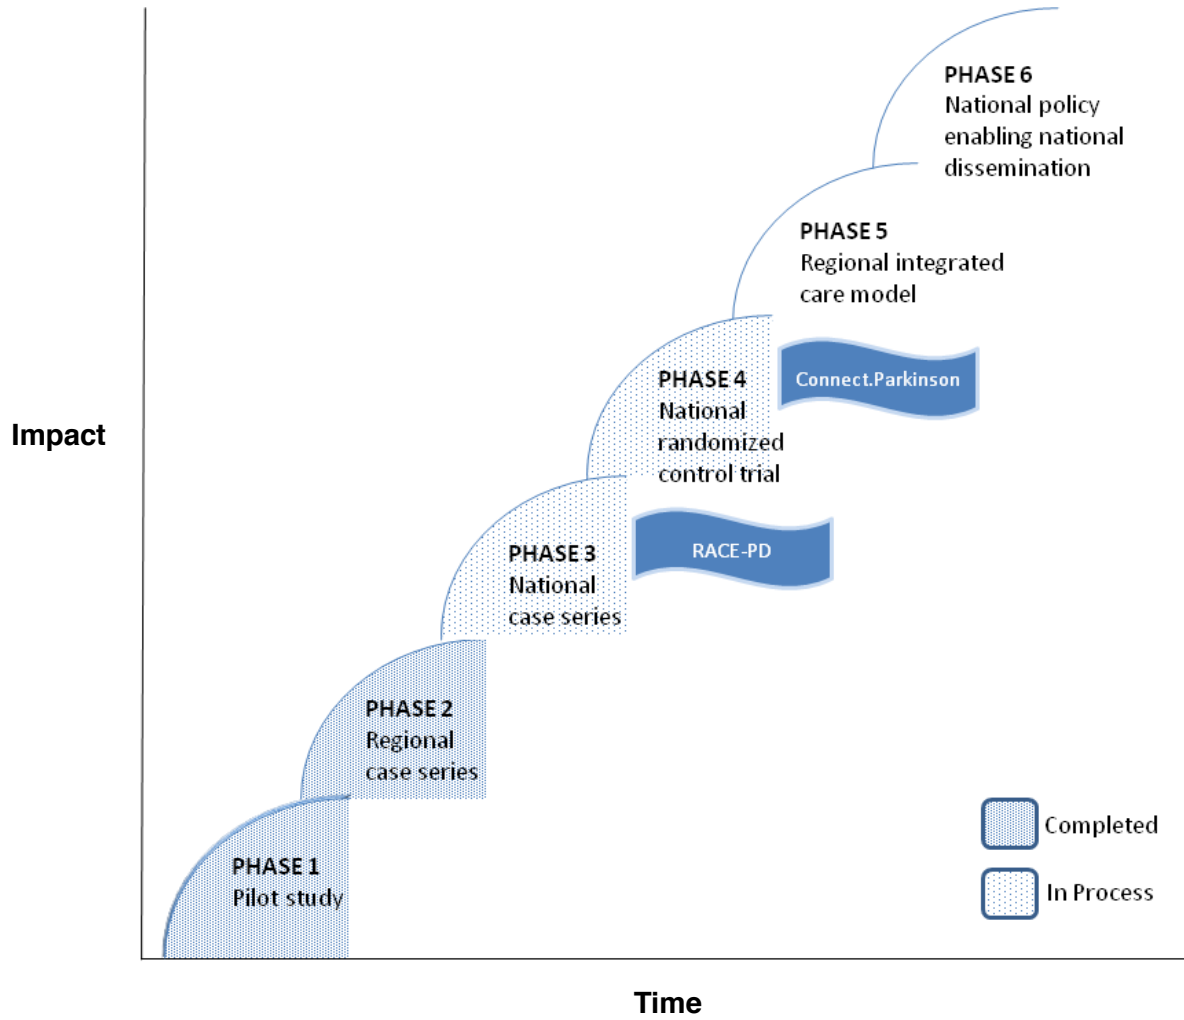 PHASE 6
National policy
enabling national
dissemination
PHASE 5
Regional integrated
care model
PHASE 4
National
randomized
control trial
Connect.Parkinson
Impact
PHASE 3
National
case series
RACE-PD
PHASE 2
Regional
case series
PHASE 1
Pilot study
Completed
In Process
Time